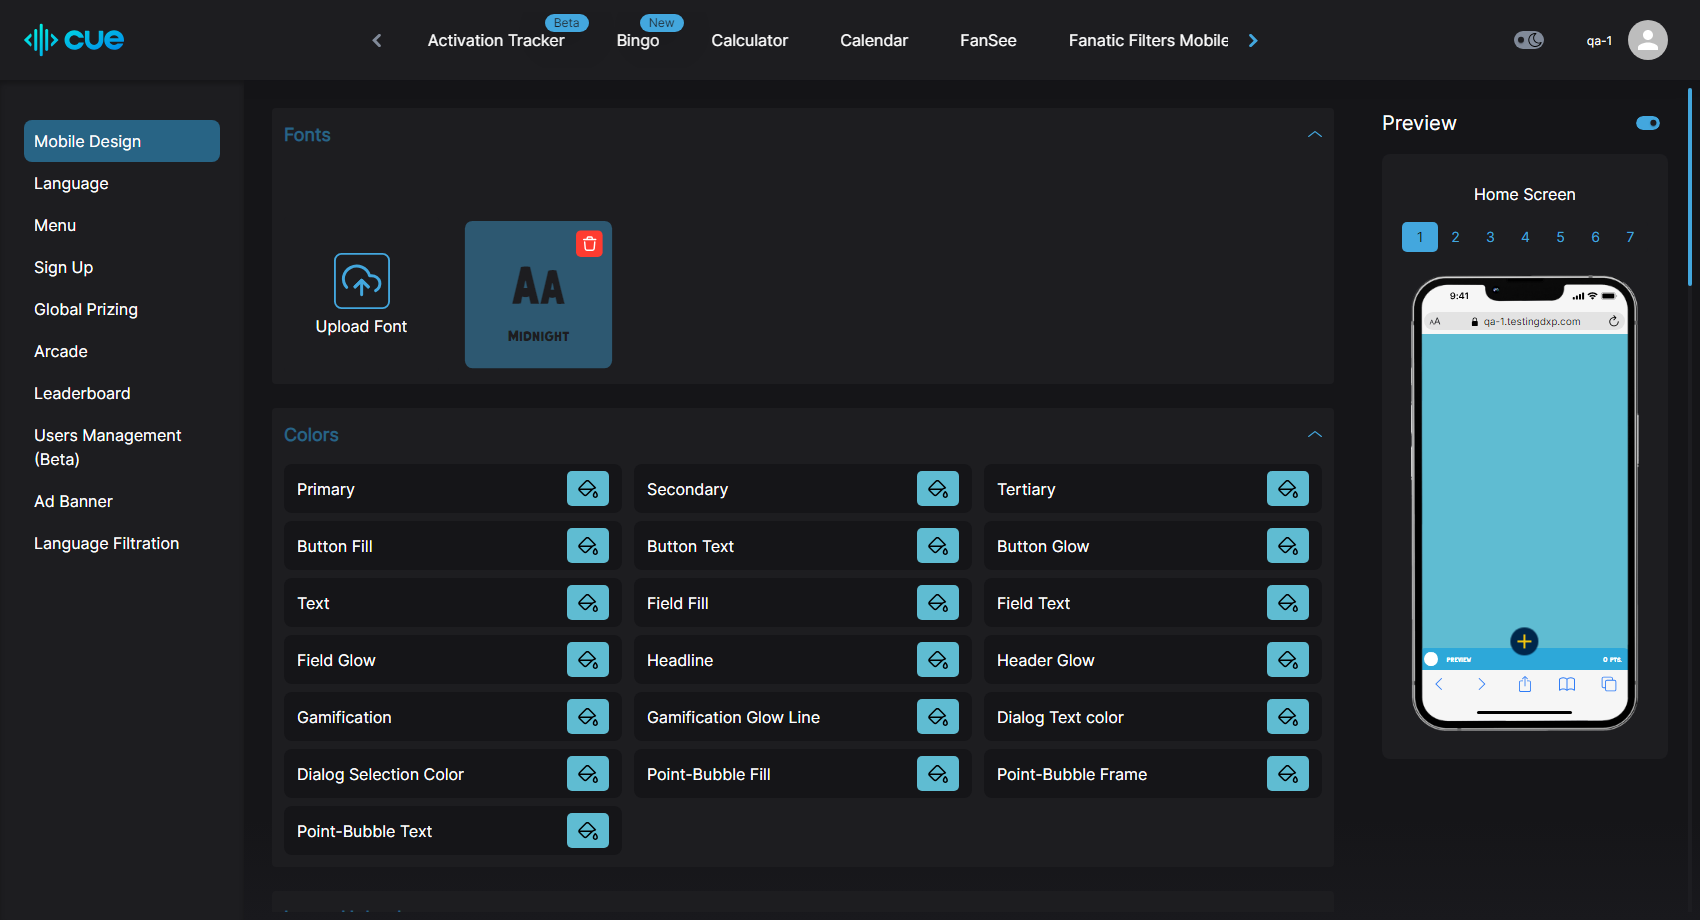 cue
Activation Tracker
Beta
Bingo
New
Calculator
Calendar
FanSee
Fanatic Filters Mobile
qa-1
Mobile Design
Language
Menu
Sign Up
Global Prizing
Arcade
Leaderboard
Users Management
(Beta)
Ad Banner
Language Filtration
Fonts
Upload Font
AA
MIDNIGHT
Colors
Primary
Secondary
Tertiary
Button Fill
Button Text
Button Glow
Text
Field Fill
Field Text
Field Glow
Headline
Header Glow
Gamification
Gamification Glow Line
Dialog Text color
Dialog Selection Color
Point-Bubble Fill
Point-Bubble Frame
Point-Bubble Text
Preview
Home Screen
1 2 3 4 5 6 7
9:41
AA qa-1.testingdxp.com
PREVIEW 0 PTS.